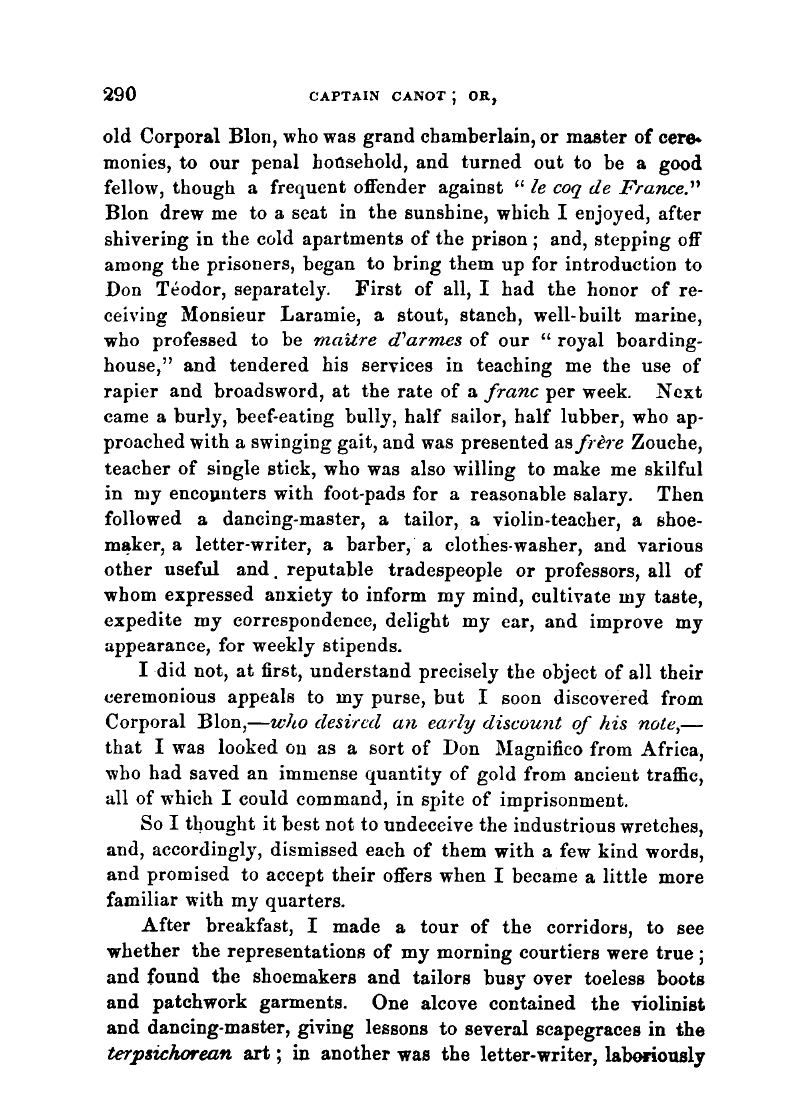 290 CAPTAIN CANOT; OR,
old Corporal Blon, who was grand chamberlain, or master of cere-
monies, to our penal household, and turned out to be a good
fellow, though a frequent offender against " le coq de France."
Blon drew me to a seat in the sunshine, which I enjoyed, after
shivering in the cold apartments of the prison ; and, stepping off
among the prisoners, began to bring them up for introduction to
Don Téodor, separately. First of all, I had the honor of re-
ceiving Monsieur Laramie, a stout, stanch, well-built marine,
who professed to be maître d'armes of our " royal boarding-
house," and tendered his services in teaching me the use of
rapier and broadsword, at the rate of a franc per week. Next
came a burly, beef-eating bully, half sailor, half lubber, who ap-
proached with a swinging gait, and was presented as frère Zouche,
teacher of single stick, who was also willing to make me skilful
in my encounters with foot-pads for a reasonable salary. Then
followed a dancing-master, a tailor, a violin-teacher, a shoe-
maker, a letter-writer, a barber, a clothes-washer, and various
other useful and . reputable tradespeople or professors, all of
whom expressed anxiety to inform my mind, cultivate my taste,
expedite my correspondence, delight my ear, and improve my
appearance, for weekly stipends.
I did not, at first, understand precisely the object of all their
ceremonious appeals to my purse, but I soon discovered from
Corporal Blon,—who desired an early discount of his note,—
that I was looked on as a sort of Don Magnifico from Africa,
who had saved an immense quantity of gold from ancient traffic,
all of which I could command, in spite of imprisonment.
So I thought it best not to undeceive the industrious wretches,
and, accordingly, dismissed each of them with a few kind words,
and promised to accept their offers when I became a little more
familiar with my quarters.
After breakfast, I made a tour of the corridors, to see
whether the representations of my morning courtiers were true ;
and found the shoemakers and tailors busy over toeless boots
and patchwork garments. One alcove contained the violinist
and dancing-master, giving lessons to several scapegraces in the
terpsichorean art ; in another was the letter-writer, laboriously